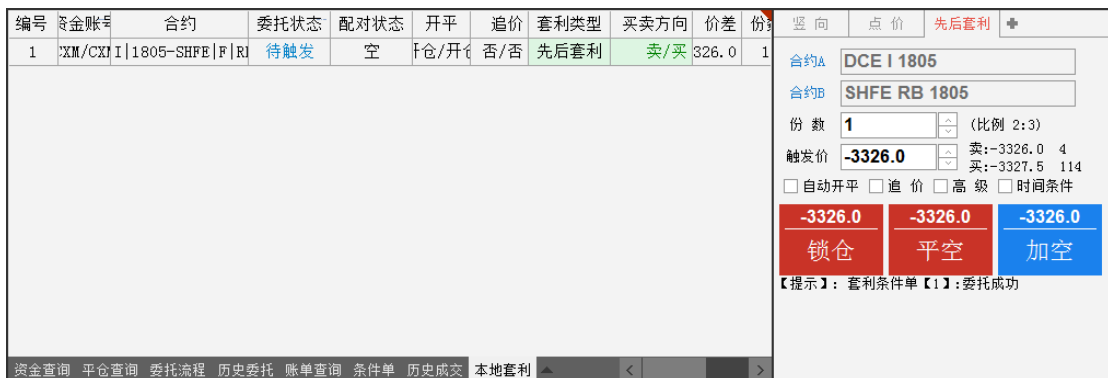 编号 资金账号 合约 委托状态 配对状态 开平 追价 套利类型 买卖方向 价差
1 I|1805-SHFE|F| 待触发 空 否/否 先后套利 卖/买 326.0 1
资金查询 平仓查询 委托流程 历史委托 账单查询 条件单 历史成交 本地套利
竖 向 点 价 先后套利
合约A DCE I 1805
合约B SHFE RB 1805
份 数 1 (比例 2:3)
触发价 -3326.0 卖:-3326.0 4
买:-3327.5 114
自动开平 追 价 高 级 时间条件
-3326.0 -3326.0 -3326.0
锁仓 平空 加空
【提示】: 套利条件单【1】:委托成功